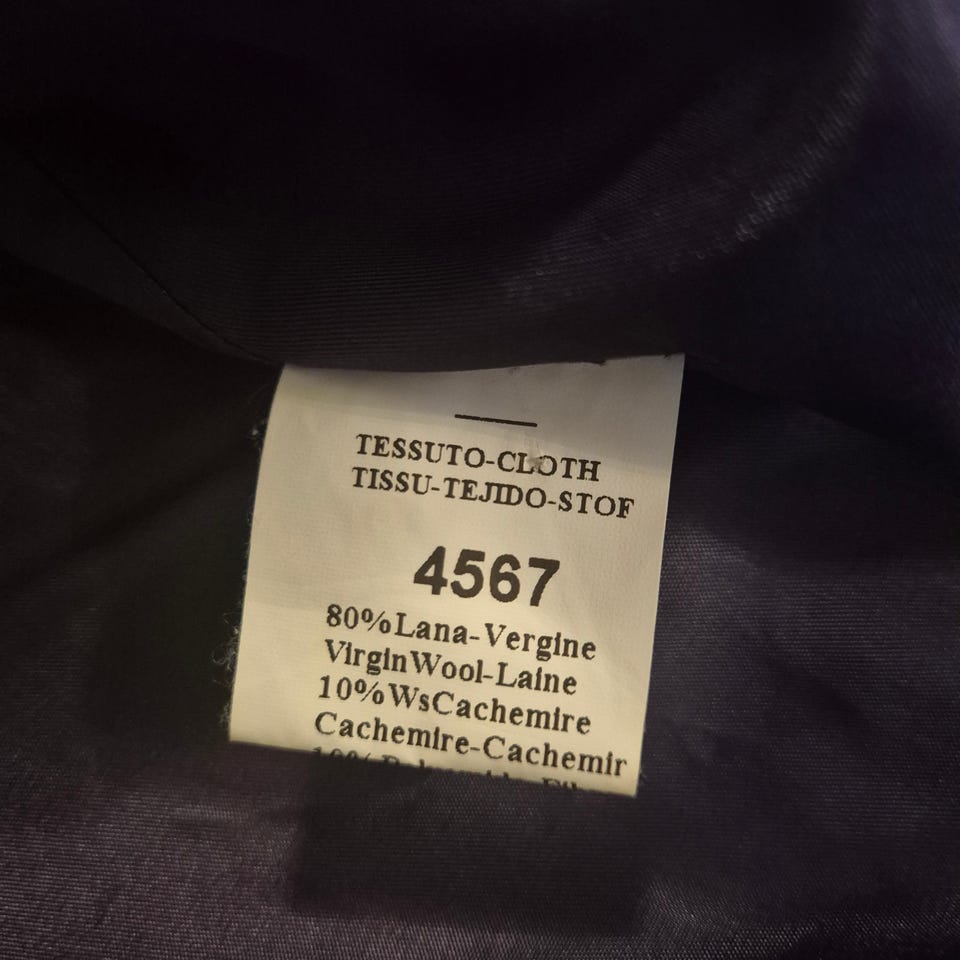 TESSUTO-CLOTH
TISSU-TEJIDO-STOF
4567
80%Lana-Vergine
VirginWool-Laine
10%WsCachemire
Cachemire-Cachemir